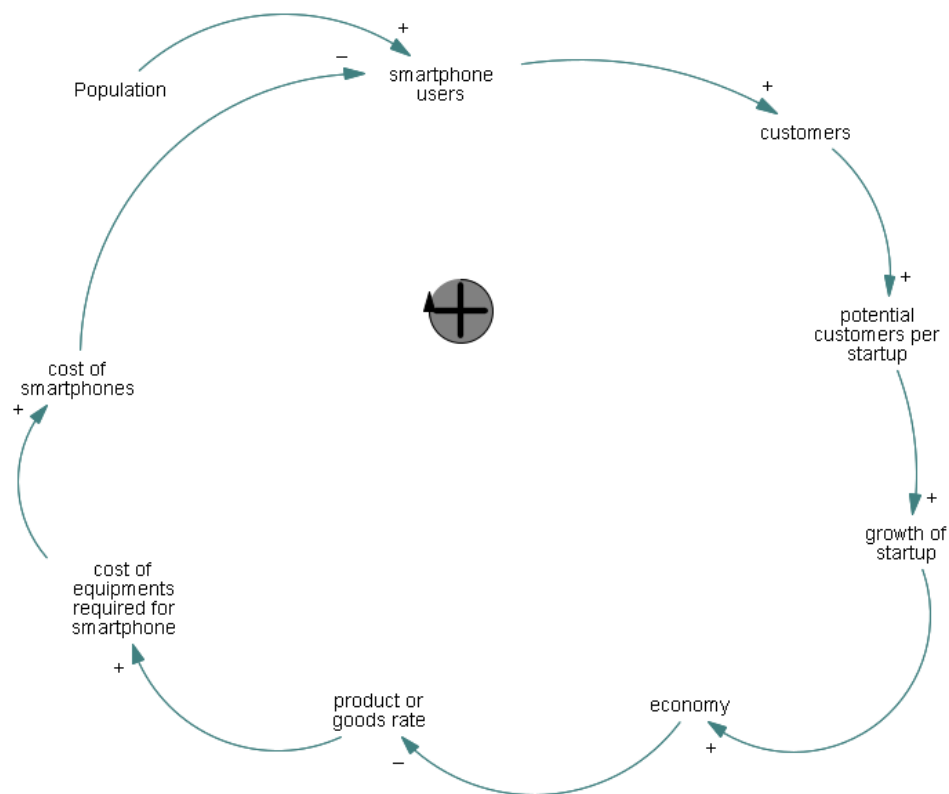 +
−
Population
smartphone
users
+
customers
+
potential
customers per
startup
cost of
smartphones
+
+
growth of
startup
cost of
equipments
required for
smartphone
+
product or
goods rate
economy
+
−